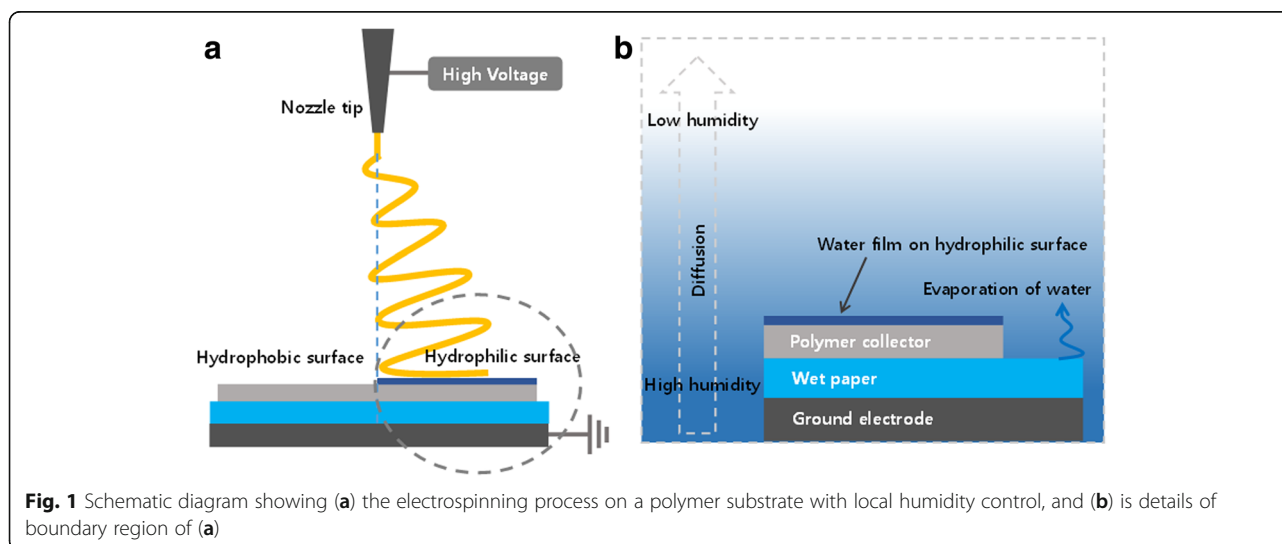 a
High Voltage
Nozzle tip
Hydrophobic surface
Hydrophilic surface
b
Low humidity
Diffusion
Water film on hydrophilic surface
Evaporation of water
Polymer collector
High humidity
Wet paper
Ground electrode
Fig. 1 Schematic diagram showing (a) the electrospinning process on a polymer substrate with local humidity control, and (b) is details of
boundary region of (a)